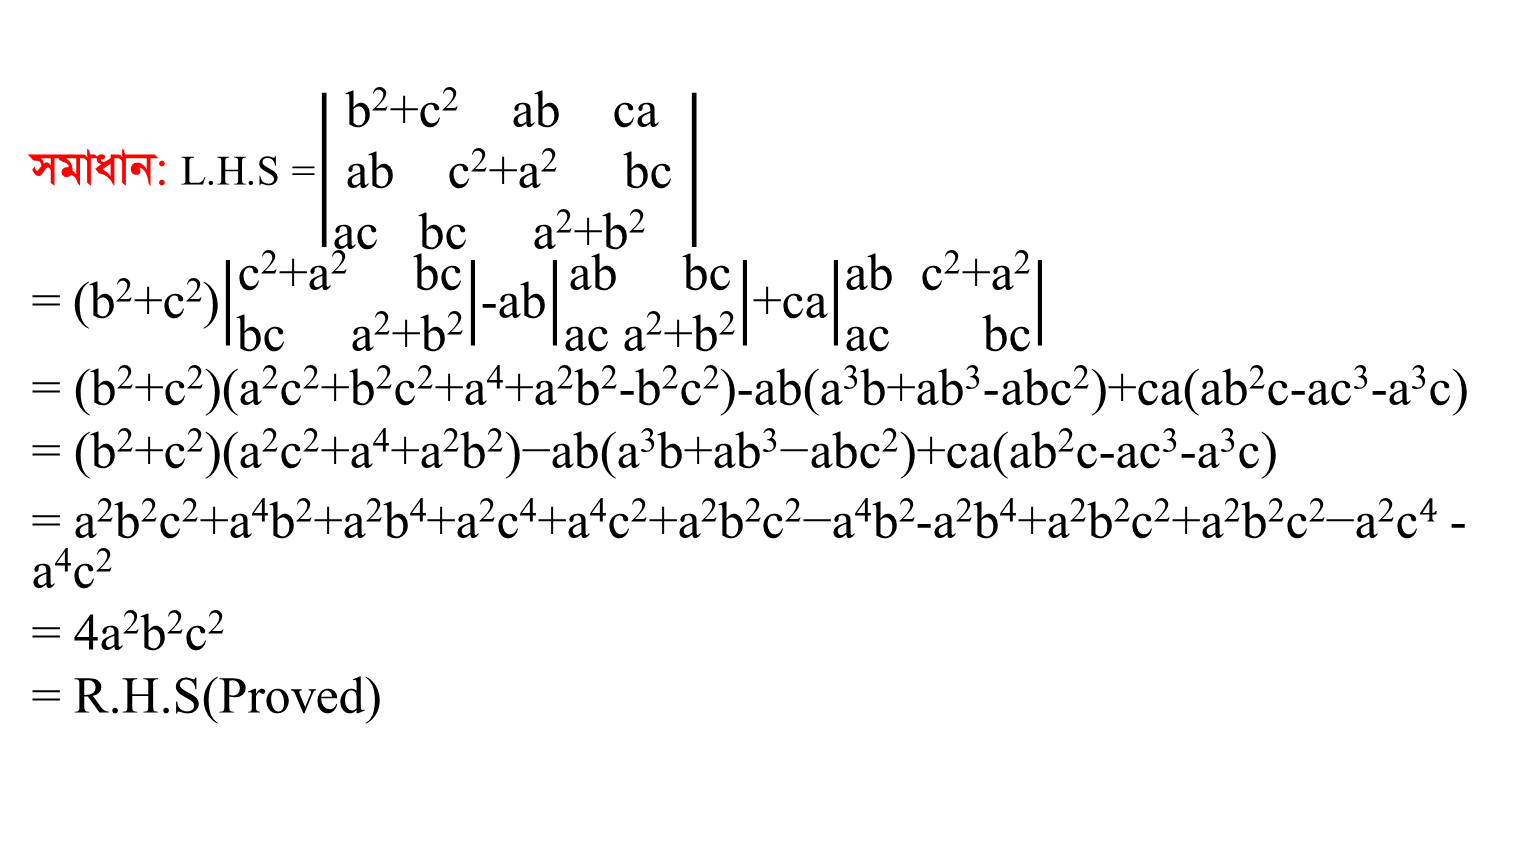 b²+c² ab ca
সমাধান: L.H.S = ab c²+a² bc
ac bc a²+b²
c²+a² bc ab bc ab c²+a²
= (b²+c²) -ab +ca
bc a²+b² ac a²+b² ac bc
= (b²+c²)(a²c²+b²c²+a⁴+a²b²-b²c²)-ab(a³b+ab³-abc²)+ca(ab²c-ac³-a³c)
= (b²+c²)(a²c²+a⁴+a²b²)−ab(a³b+ab³−abc²)+ca(ab²c-ac³-a³c)
= a²b²c²+a⁴b²+a²b⁴+a²c⁴+a⁴c²+a²b²c²−a⁴b²-a²b⁴+a²b²c²+a²b²c²−a²c⁴ -
a⁴c²
= 4a²b²c²
= R.H.S(Proved)